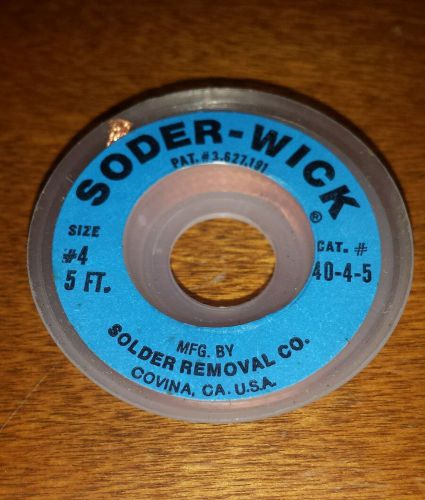 SODER-WICK
PAT. #3,627,191
®
SIZE
#4
5 FT.
CAT. #
40-4-5
MFG. BY
SOLDER REMOVAL CO.
COVINA, CA. U.S.A.